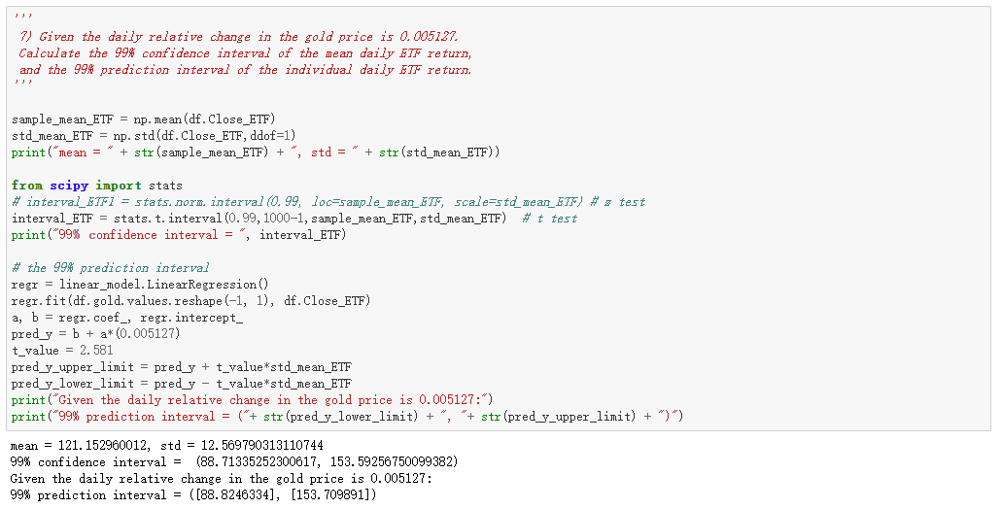 '''
7) Given the daily relative change in the gold price is 0.005127.
Calculate the 99% confidence interval of the mean daily ETF return,
and the 99% prediction interval of the individual daily ETF return.
'''
sample_mean_ETF = np.mean(df.Close_ETF)
std_mean_ETF = np.std(df.Close_ETF,ddof=1)
print("mean = " + str(sample_mean_ETF) + ", std = " + str(std_mean_ETF))
from scipy import stats
# interval_ETF1 = stats.norm.interval(0.99, loc=sample_mean_ETF, scale=std_mean_ETF) # z test
interval_ETF = stats.t.interval(0.99,1000-1,sample_mean_ETF,std_mean_ETF)  # t test
print("99% confidence interval = ", interval_ETF)
# the 99% prediction interval
regr = linear_model.LinearRegression()
regr.fit(df.gold.values.reshape(-1, 1), df.Close_ETF)
a, b = regr.coef_, regr.intercept_
pred_y = b + a*(0.005127)
t_value = 2.581
pred_y_upper_limit = pred_y + t_value*std_mean_ETF
pred_y_lower_limit = pred_y - t_value*std_mean_ETF
print("Given the daily relative change in the gold price is 0.005127:")
print("99% prediction interval = ("+ str(pred_y_lower_limit) + ", "+ str(pred_y_upper_limit) + ")")
mean = 121.152960012, std = 12.569790313110744
99% confidence interval =  (88.71335252300617, 153.59256750099382)
Given the daily relative change in the gold price is 0.005127:
99% prediction interval = ([88.8246334], [153.709891])